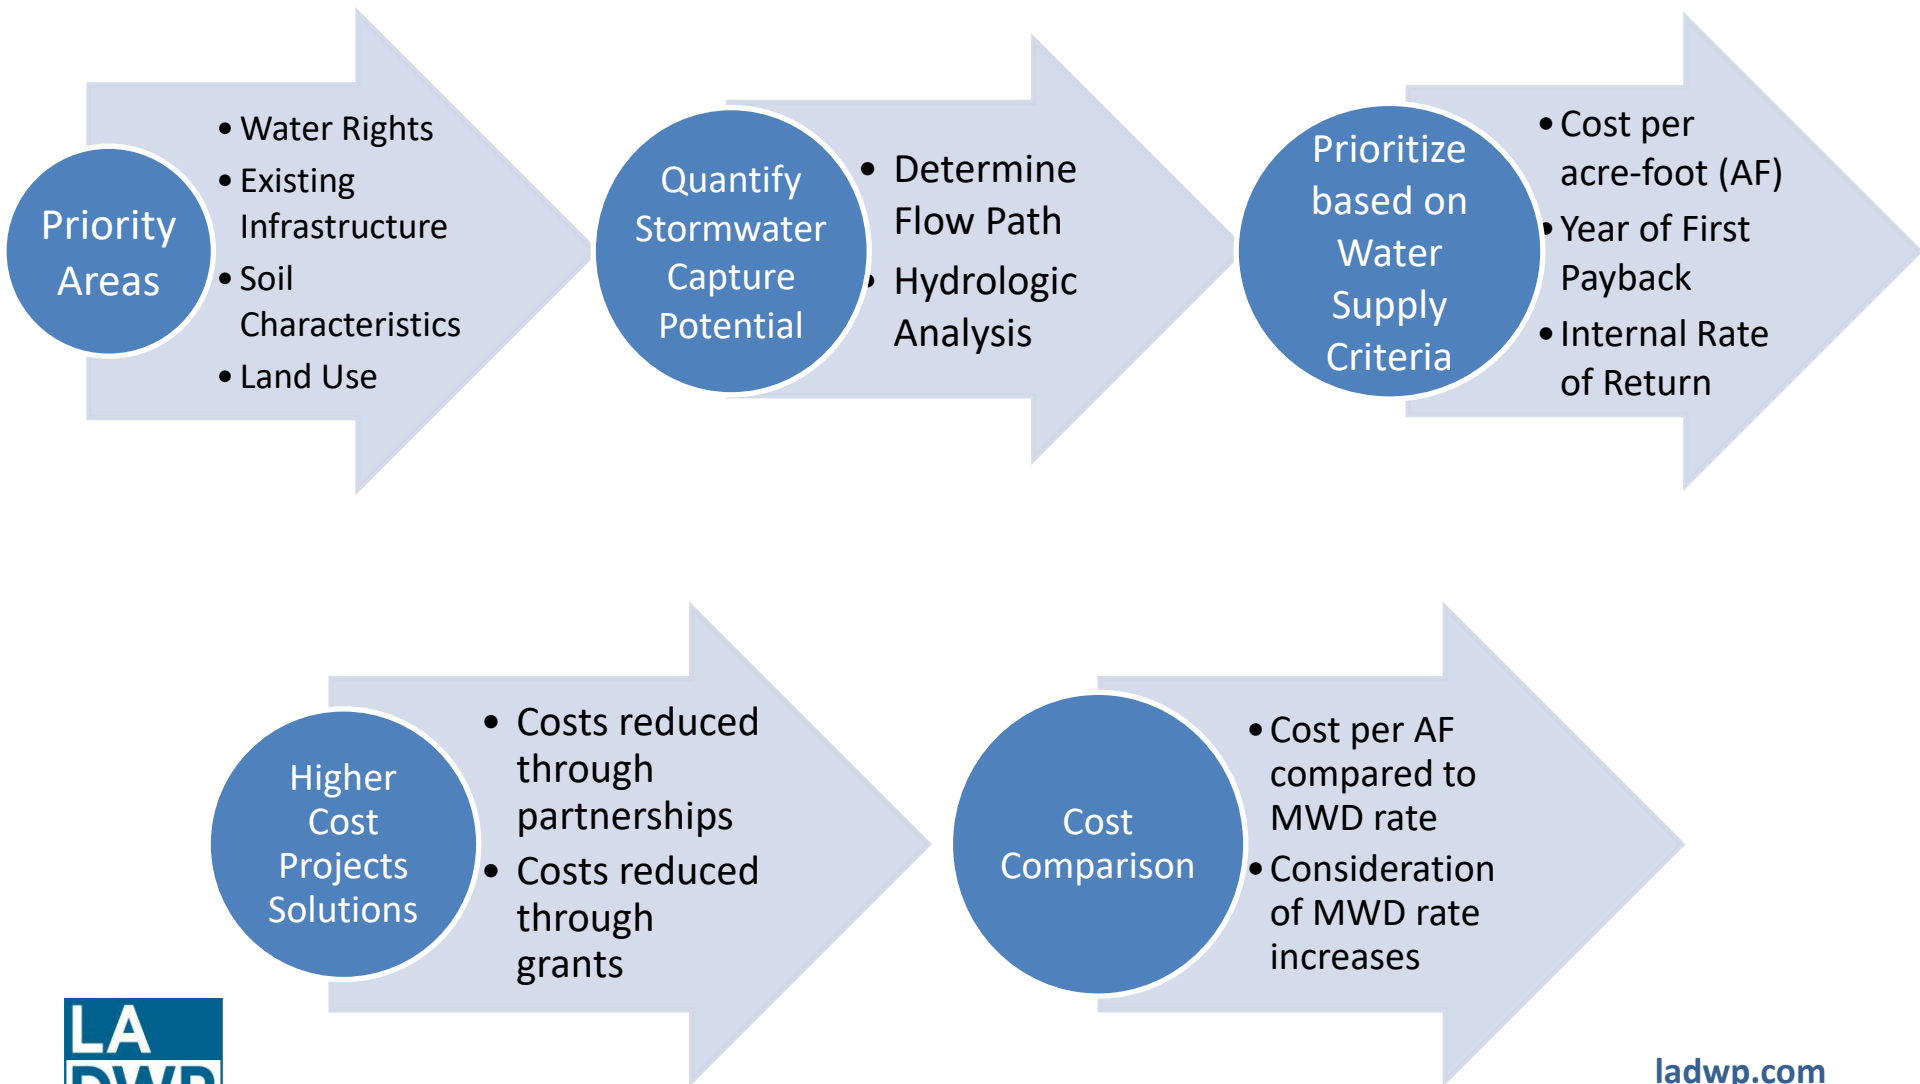 Priority
Areas
• Water Rights
• Existing
Infrastructure
• Soil
Characteristics
• Land Use
Quantify
Stormwater
Capture
Potential
• Determine
Flow Path
• Hydrologic
Analysis
Prioritize
based on
Water
Supply
Criteria
• Cost per
acre-foot (AF)
• Year of First
Payback
• Internal Rate
of Return
Higher
Cost
Projects
Solutions
• Costs reduced
through
partnerships
• Costs reduced
through
grants
Cost
Comparison
• Cost per AF
compared to
MWD rate
• Consideration
of MWD rate
increases
LA
DWP
ladwp.com